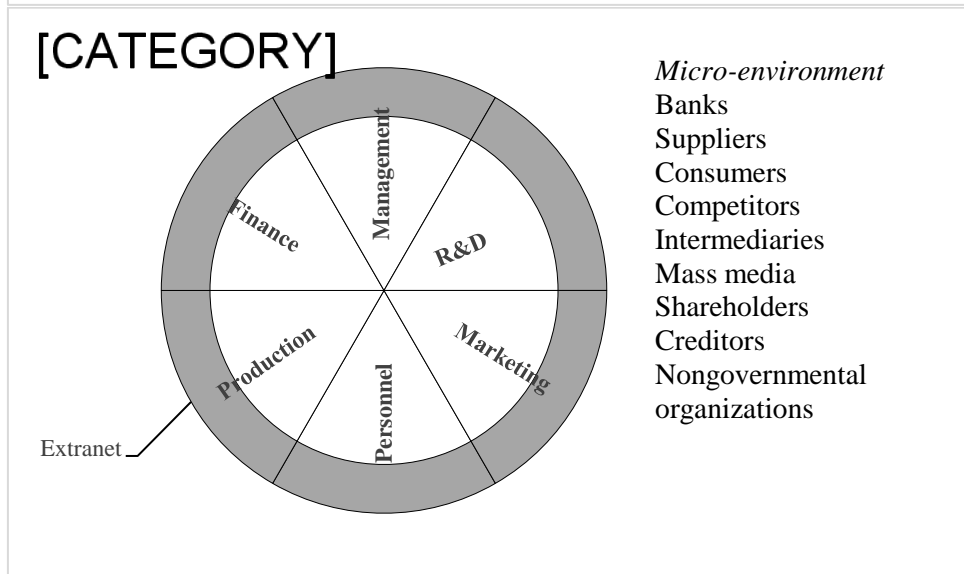 [CATEGORY]
Management
Finance
R&D
Production
Marketing
Personnel
Extranet
Micro-environment
Banks
Suppliers
Consumers
Competitors
Intermediaries
Mass media
Shareholders
Creditors
Nongovernmental
organizations